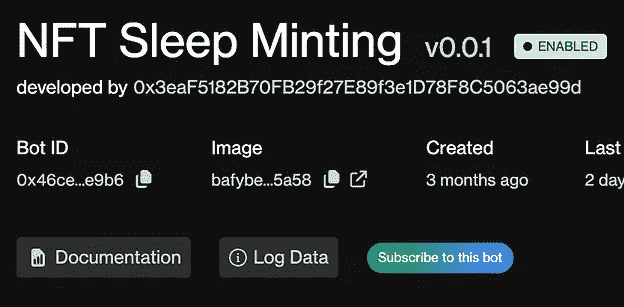 NFT Sleep Minting v0.0.1 ENABLED
developed by 0x3eaF5182B70FB29f27E89f3e1D78F8C5063ae99d
Bot ID Image Created Last
0x46ce...e9b6 bafybe...5a58 3 months ago 2 day
Documentation Log Data Subscribe to this bot